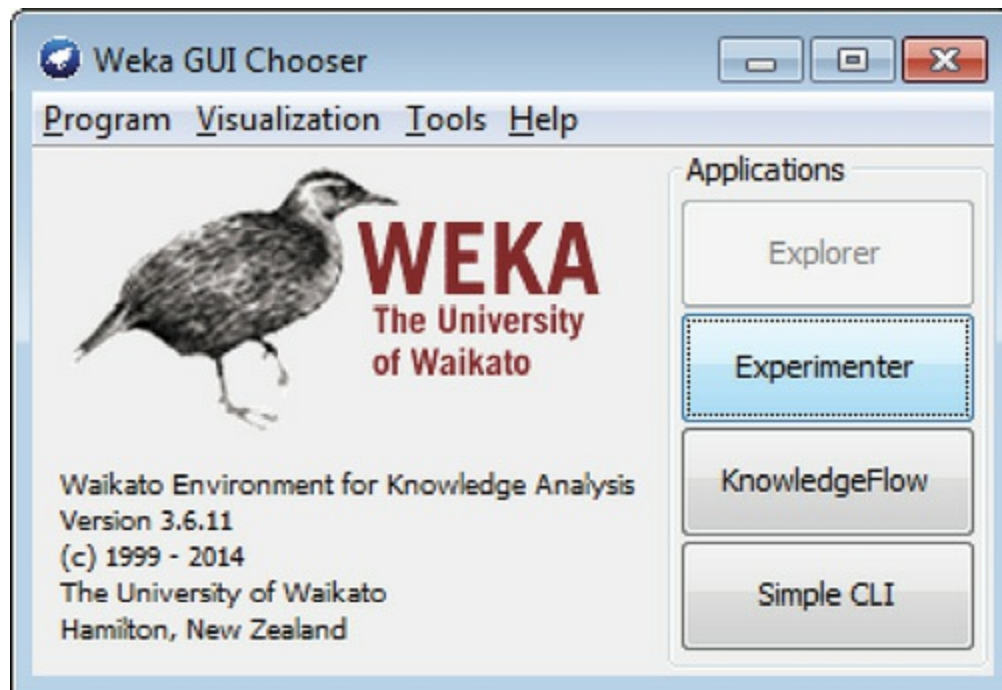 Weka GUI Chooser
Program Visualization Tools Help
WEKA
The University
of Waikato
Waikato Environment for Knowledge Analysis
Version 3.6.11
(c) 1999 - 2014
The University of Waikato
Hamilton, New Zealand
Applications
Explorer
Experimenter
KnowledgeFlow
Simple CLI